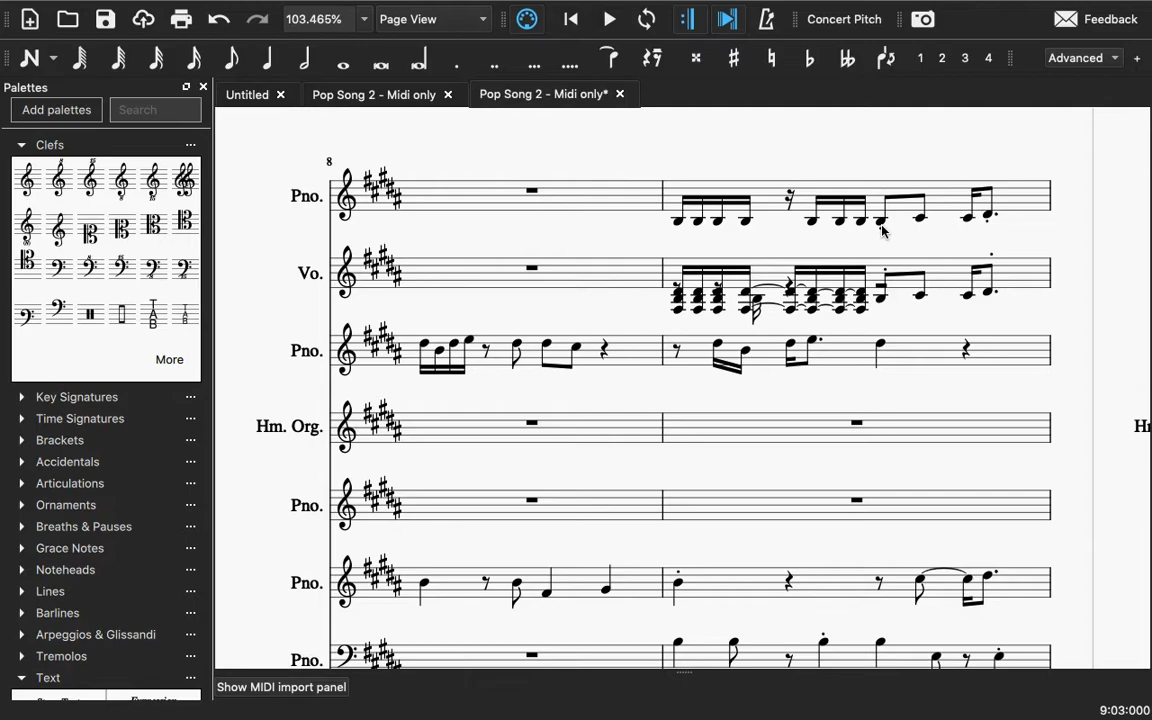 103.465% Page View Concert Pitch Feedback
1 2 3 4 Advanced +
Palettes
Untitled Pop Song 2 - Midi only Pop Song 2 - Midi only*
Add palettes Search
Clefs
More
Key Signatures
Time Signatures
Brackets
Accidentals
Articulations
Ornaments
Breaths & Pauses
Grace Notes
Noteheads
Lines
Barlines
Arpeggios & Glissandi
Tremolos
Text
8
Pno.
Vo.
Pno.
Hm. Org.
Pno.
Pno.
Pno.
Show MIDI import panel
9:03:000